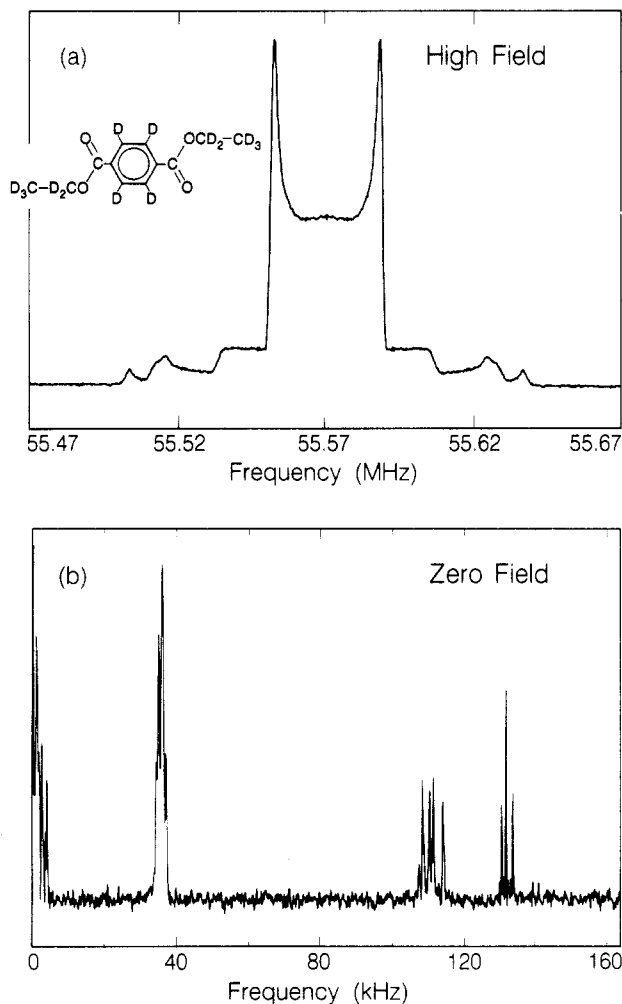 (a) High Field
D D
OCD₂–CD₃
O
C C
D₃C–D₂CO
D D
O
55.47 55.52 55.57 55.62 55.67
Frequency (MHz)
(b) Zero Field
0 40 80 120 160
Frequency (kHz)